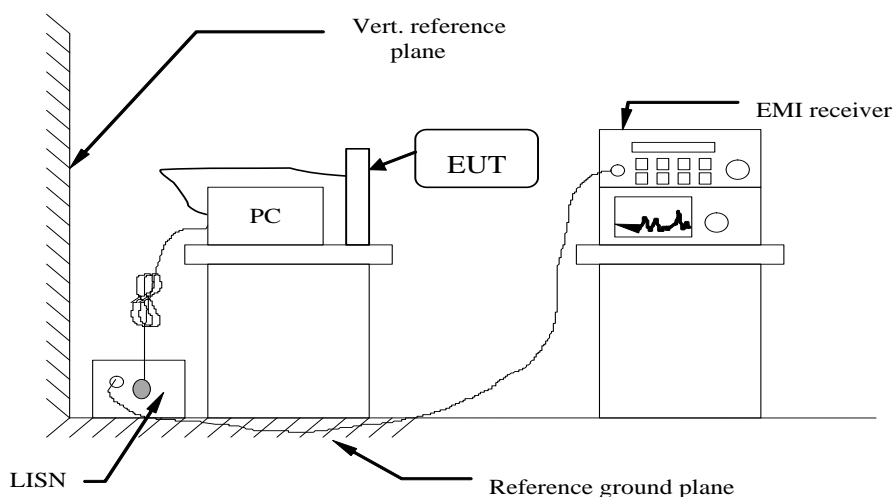 Vert. reference
plane
EMI receiver
EUT
PC
LISN
Reference ground plane